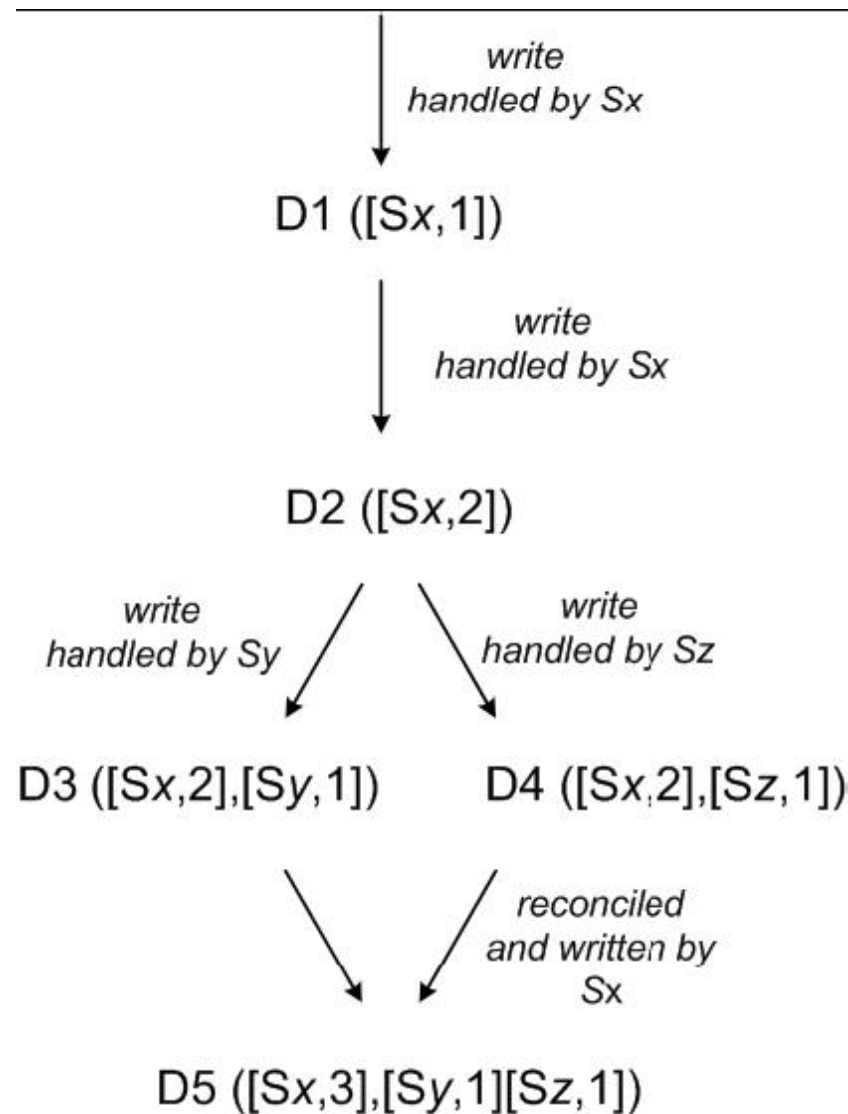 write
handled by Sx
D1 ([Sx,1])
write
handled by Sx
D2 ([Sx,2])
write
handled by Sy
write
handled by Sz
D3 ([Sx,2],[Sy,1])
D4 ([Sx,2],[Sz,1])
reconciled
and written by
Sx
D5 ([Sx,3],[Sy,1][Sz,1])